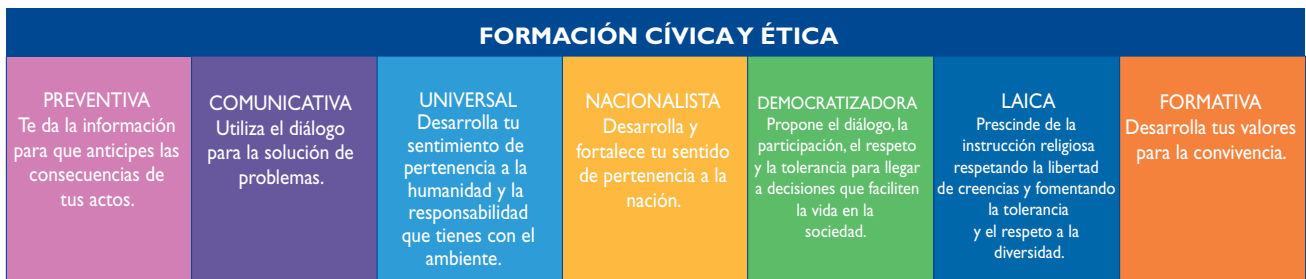 FORMACIÓN CÍVICA Y ÉTICA
PREVENTIVA
Te da la información
para que anticipes las
consecuencias de
tus actos.
COMUNICATIVA
Utiliza el diálogo
para la solución de
problemas.
UNIVERSAL
Desarrolla tu
sentimiento de
pertenencia a la
humanidad y la
responsabilidad
que tienes con el
ambiente.
NACIONALISTA
Desarrolla y
fortalece tu sentido
de pertenencia a la
nación.
DEMOCRATIZADORA
Propone el diálogo, la
participación, el respeto
y la tolerancia para llegar
a decisiones que faciliten
la vida en la
sociedad.
LAICA
Prescinde de la
instrucción religiosa
respetando la libertad
de creencias y fomentando
la tolerancia
y el respeto a la
diversidad.
FORMATIVA
Desarrolla tus valores
para la convivencia.